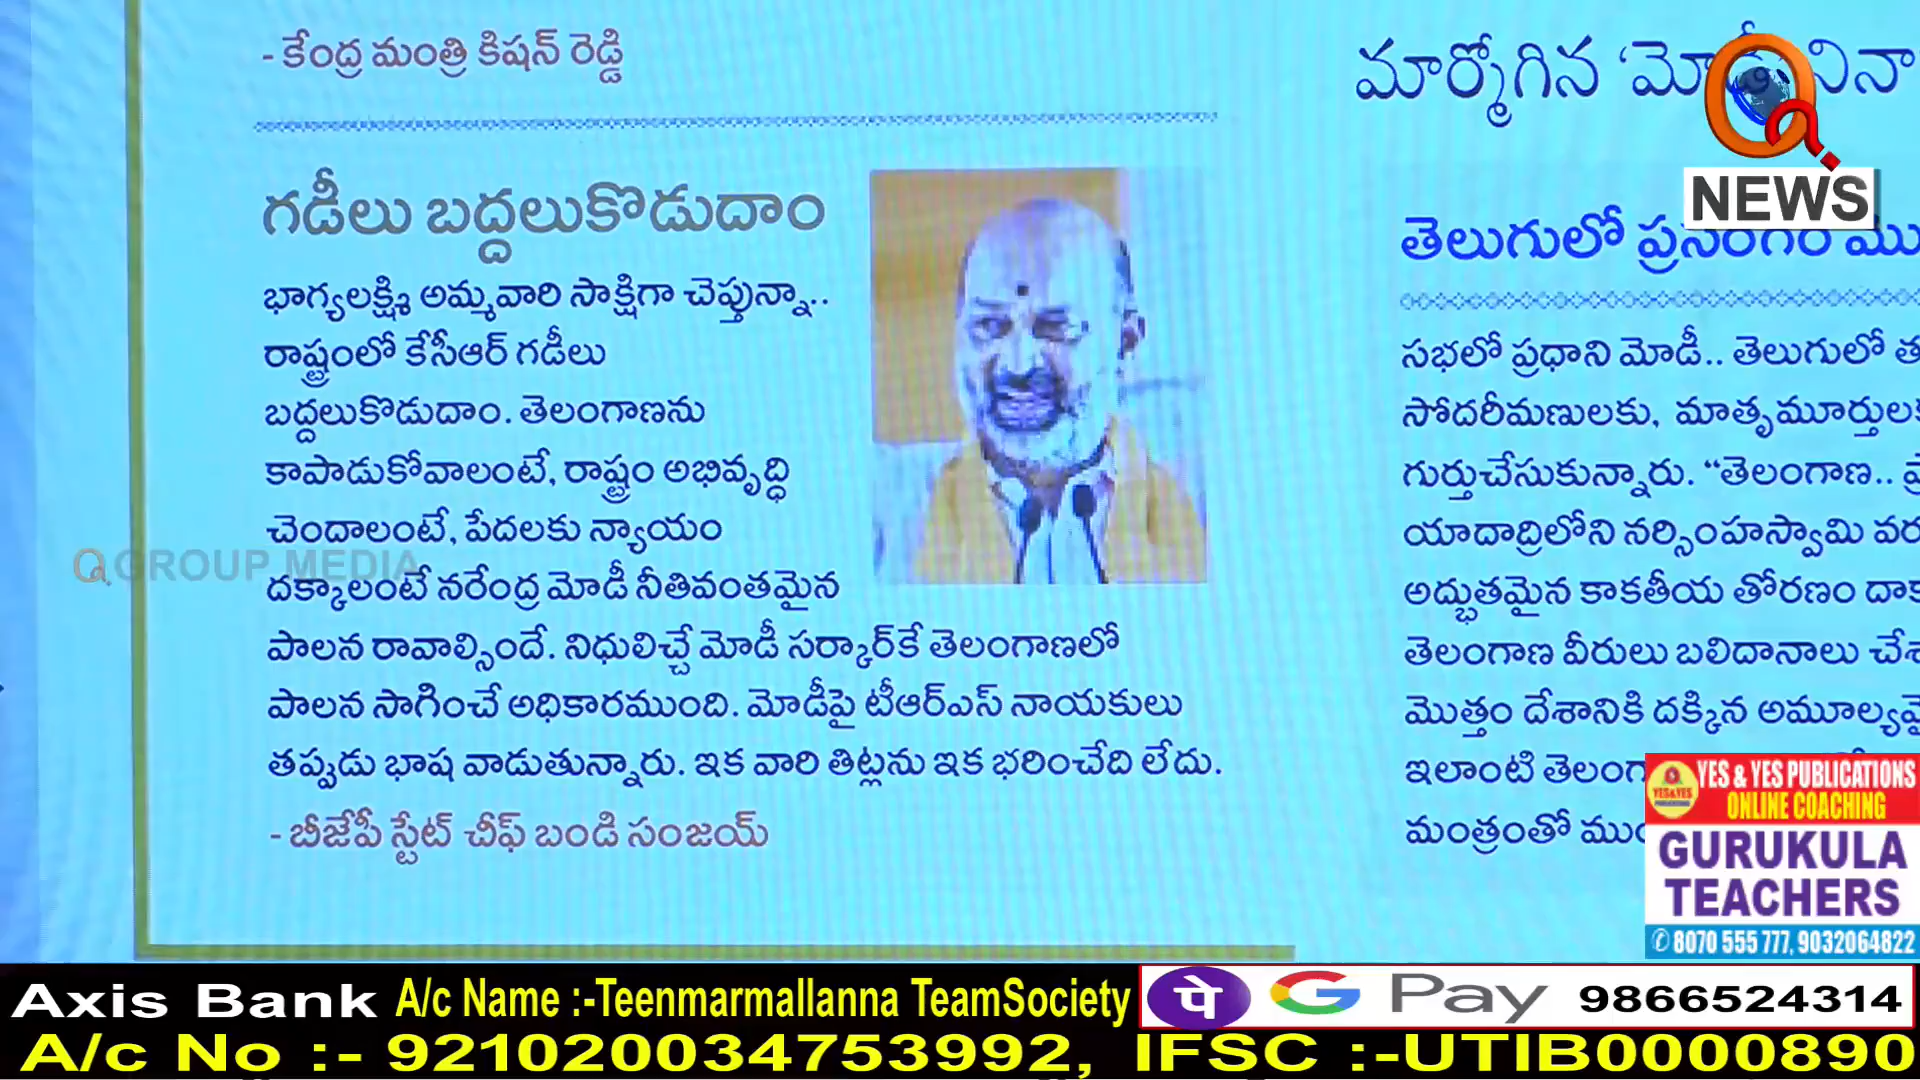 - కేంద్ర మంత్రి కిషన్ రెడ్డి
గడీలు బద్దలుకొడుదాం
భాగ్యలక్ష్మి అమ్మవారి సాక్షిగా చెప్తున్నా..
రాష్ట్రంలో కేసీఆర్ గడీలు
బద్దలుకొడుదాం. తెలంగాణను
కాపాడుకోవాలంటే, రాష్ట్రం అభివృద్ధి
చెందాలంటే, పేదలకు న్యాయం
దక్కాలంటే నరేంద్ర మోడీ నీతివంతమైన
పాలన రావాల్సిందే. నిధులిచ్చే మోడీ సర్కార్‌కే తెలంగాణలో
పాలన సాగించే అధికారముంది. మోడీపై టీఆర్ఎస్ నాయకులు
తప్పుడు భాష వాడుతున్నారు. ఇక వారి తిట్లను ఇక భరించేది లేదు.
- బీజేపీ స్టేట్ చీఫ్ బండి సంజయ్
Q GROUP MEDIA
మార్మోగిన
తెలుగులో ప్రసంగం
సభలో ప్రధాని మోడీ.. తెలుగులో
సోదరీమణులకు, మాతృమూర్తులకు
గుర్తుచేసుకున్నారు. “తెలంగాణ..
యాదాద్రిలోని నర్సింహస్వామి
అద్భుతమైన కాకతీయ తోరణం
తెలంగాణ వీరులు బలిదానాలు
మొత్తం దేశానికి దక్కిన
ఇలాంటి
మంత్రంతో
Q
NEWS
YES & YES PUBLICATIONS
ONLINE COACHING
GURUKULA
TEACHERS
8070 555 777, 9032064822
Axis Bank A/c Name :-Teenmarmallanna TeamSociety పే G Pay 9866524314
A/c No :- 921020034753992, IFSC :-UTIB0000890